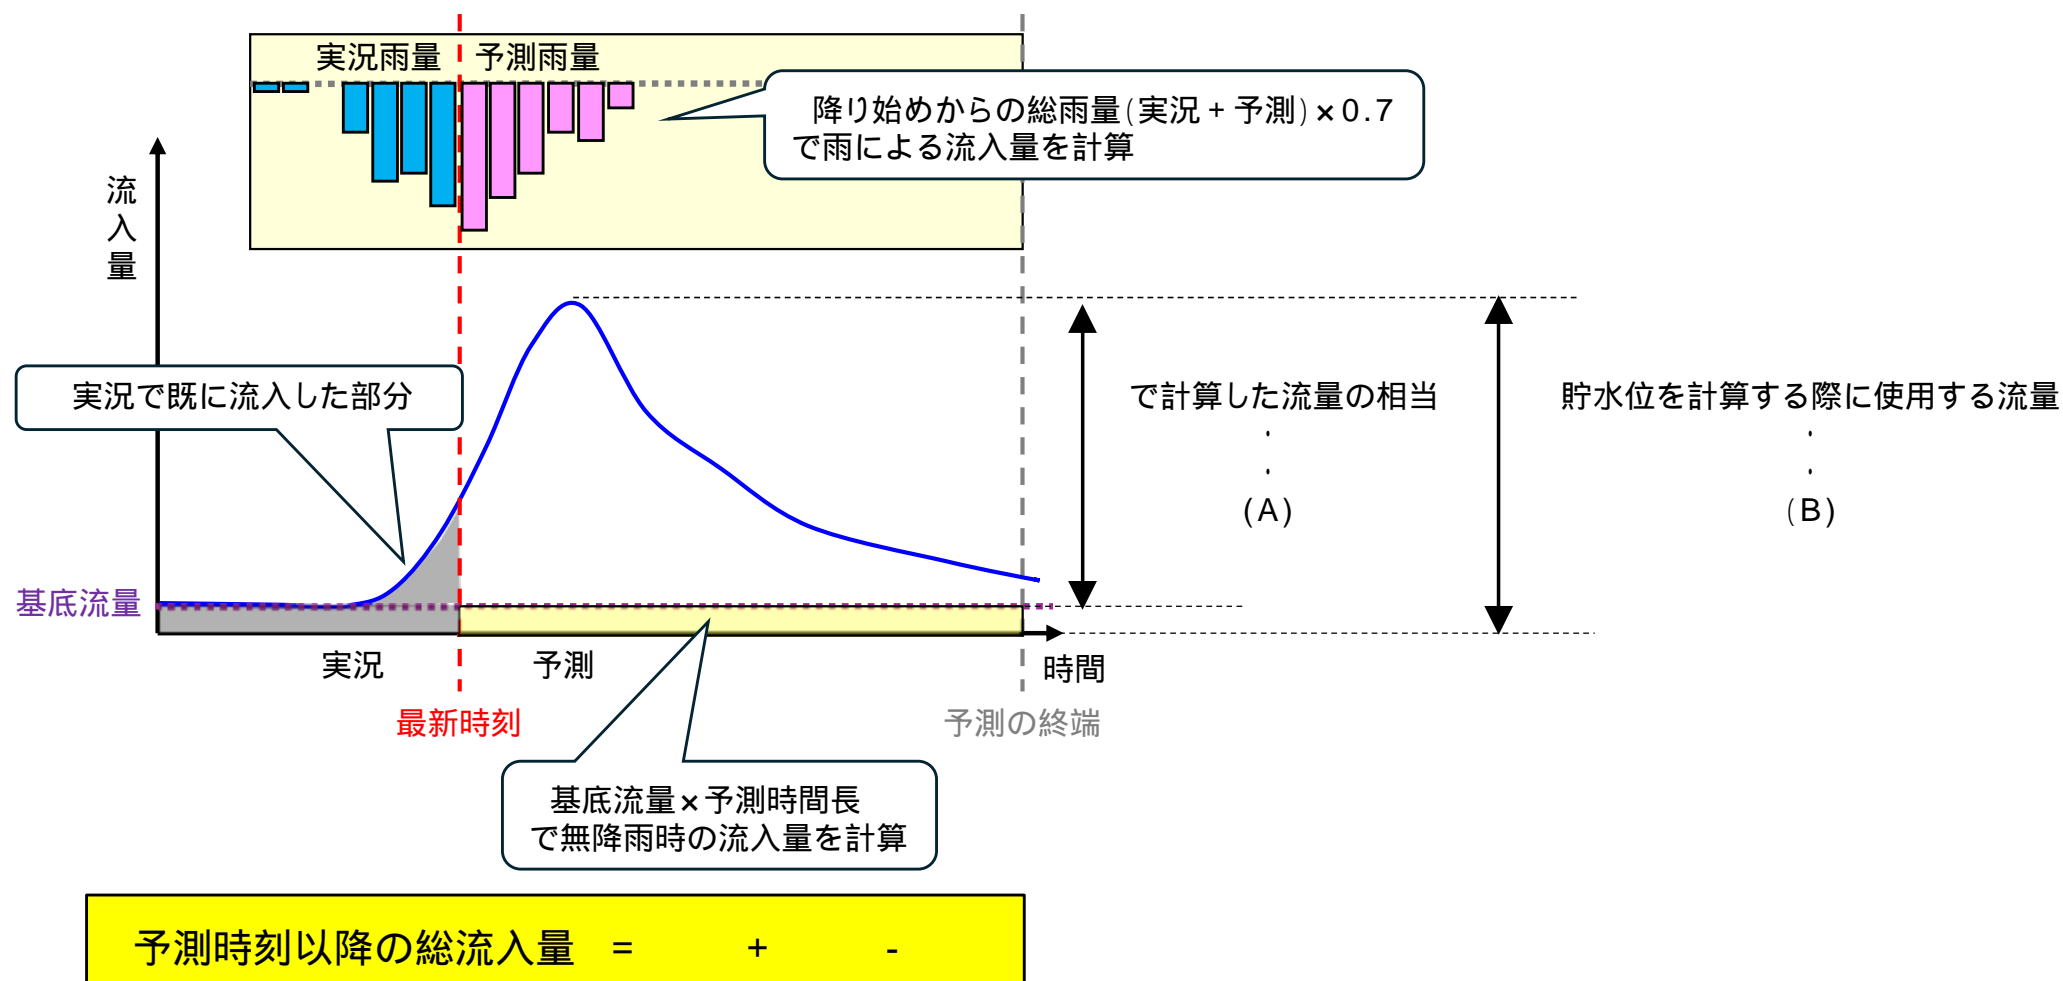 実況雨量
予測雨量
降り始めからの総雨量(実況+予測)×0.7
で雨による流入量を計算
流入量
実況で既に流入した部分
で計算した流量の相当
・
・
(A)
貯水位を計算する際に使用する流量
・
・
(B)
基底流量
実況
予測
時間
最新時刻
予測の終端
基底流量×予測時間長
で無降雨時の流入量を計算
予測時刻以降の総流入量 = + -